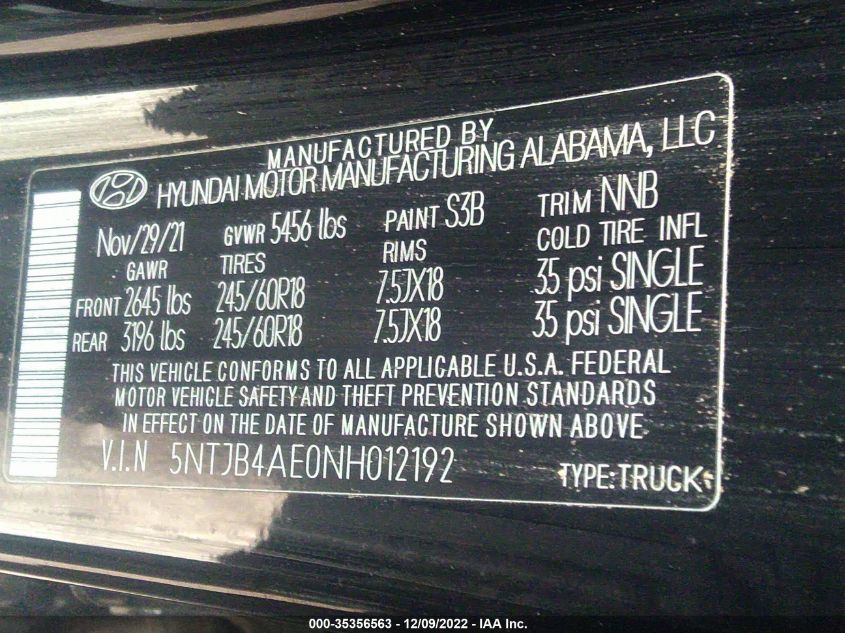 MANUFACTURED BY
HYUNDAI MOTOR MANUFACTURING ALABAMA, LLC
Nov/29/21 GVWR 5456 lbs PAINT S3B TRIM NNB
GAWR TIRES RIMS COLD TIRE INFL
FRONT 2645 lbs 245/60R18 7.5JX18 35 psi SINGLE
REAR 3196 lbs 245/60R18 7.5JX18 35 psi SINGLE
THIS VEHICLE CONFORMS TO ALL APPLICABLE U.S.A. FEDERAL
MOTOR VEHICLE SAFETY AND THEFT PREVENTION STANDARDS
IN EFFECT ON THE DATE OF MANUFACTURE SHOWN ABOVE.
V.I.N 5NTJB4AE0NH012192 TYPE:TRUCK
000-35356563 - 12/09/2022 - IAA Inc.